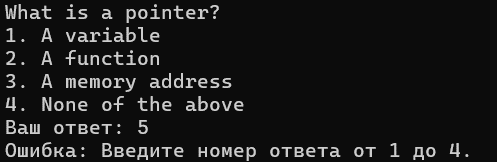 What is a pointer?
1. A variable
2. A function
3. A memory address
4. None of the above
Ваш ответ: 5
Ошибка: Введите номер ответа от 1 до 4.